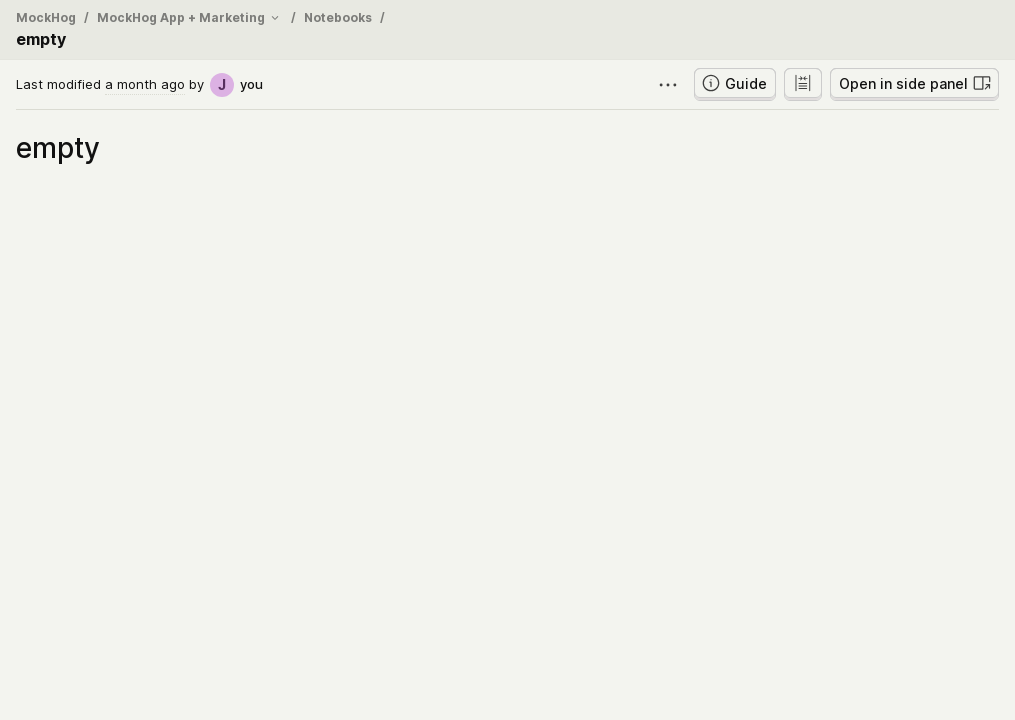 MockHog / MockHog App + Marketing / Notebooks /
empty
Last modified a month ago by J you
Guide
Open in side panel
empty